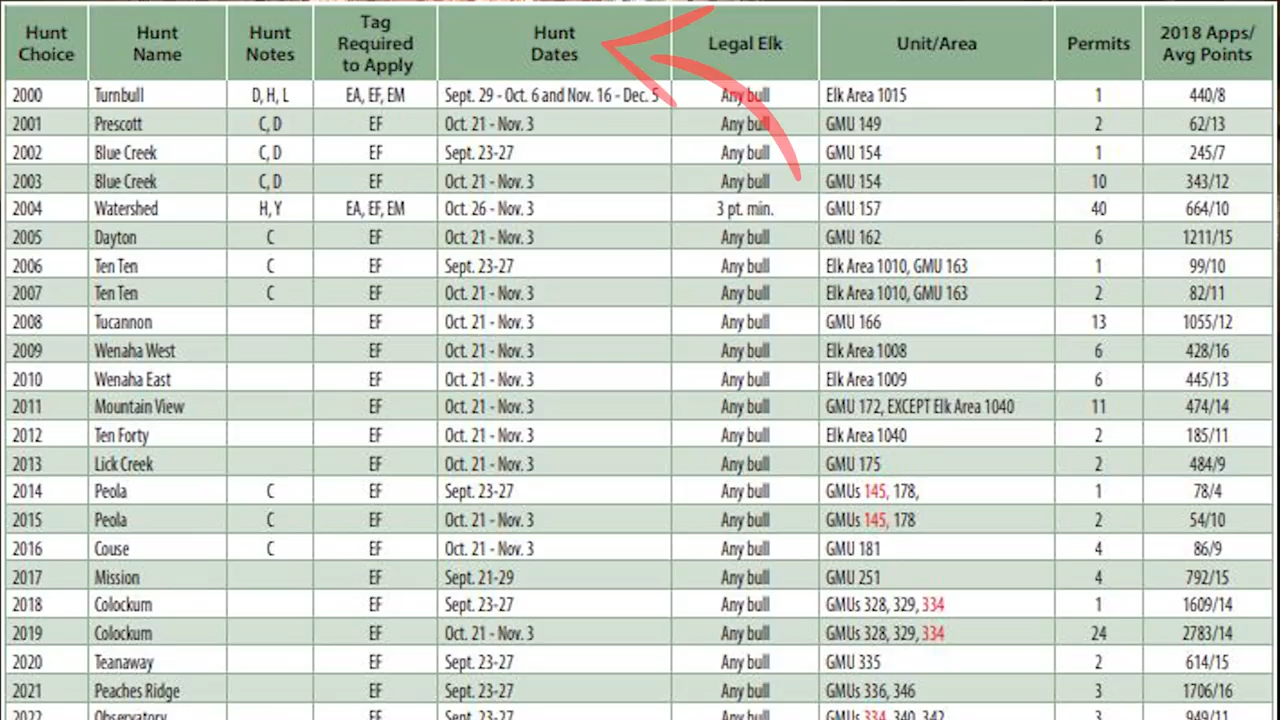 Hunt Choice Hunt Name Hunt Notes Tag Required to Apply Hunt Dates Legal Elk Unit/Area Permits 2018 Apps/ Avg Points
2000 Turnbull D, H, L EA, EF, EM Sept. 29 - Oct. 6 and Nov. 16 - Dec. 5 Any bull Elk Area 1015 1 440/8
2001 Prescott C, D EF Oct. 21 - Nov. 3 Any bull GMU 149 2 62/13
2002 Blue Creek C, D EF Sept. 23-27 Any bull GMU 154 1 245/7
2003 Blue Creek C, D EF Oct. 21 - Nov. 3 Any bull GMU 154 10 343/12
2004 Watershed H, Y EA, EF, EM Oct. 26 - Nov. 3 3 pt. min. GMU 157 40 664/10
2005 Dayton C EF Oct. 21 - Nov. 3 Any bull GMU 162 6 1211/15
2006 Ten Ten C EF Sept. 23-27 Any bull Elk Area 1010, GMU 163 1 99/10
2007 Ten Ten C EF Oct. 21 - Nov. 3 Any bull Elk Area 1010, GMU 163 2 82/11
2008 Tucannon EF Oct. 21 - Nov. 3 Any bull GMU 166 13 1055/12
2009 Wenaha West EF Oct. 21 - Nov. 3 Any bull Elk Area 1008 6 428/16
2010 Wenaha East EF Oct. 21 - Nov. 3 Any bull Elk Area 1009 6 445/13
2011 Mountain View EF Oct. 21 - Nov. 3 Any bull GMU 172, EXCEPT Elk Area 1040 11 474/14
2012 Ten Forty EF Oct. 21 - Nov. 3 Any bull Elk Area 1040 2 185/11
2013 Lick Creek EF Oct. 21 - Nov. 3 Any bull GMU 175 2 484/9
2014 Peola C EF Sept. 23-27 Any bull GMUs 145, 178, 1 78/4
2015 Peola C EF Oct. 21 - Nov. 3 Any bull GMUs 145, 178 2 54/10
2016 Couse C EF Oct. 21 - Nov. 3 Any bull GMU 181 4 86/9
2017 Mission EF Sept. 21-29 Any bull GMU 251 4 792/15
2018 Colockum EF Sept. 23-27 Any bull GMUs 328, 329, 334 1 1609/14
2019 Colockum EF Oct. 21 - Nov. 3 Any bull GMUs 328, 329, 334 24 2783/14
2020 Teanaway EF Sept. 23-27 Any bull GMU 335 2 614/15
2021 Peaches Ridge EF Sept. 23-27 Any bull GMUs 336, 346 3 1706/16
2022 Observatory EF Sept. 23-27 Any bull GMUs 334, 340, 342 3 949/11